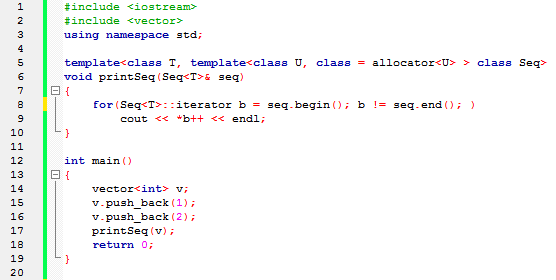 1 #include <iostream>
2 #include <vector>
3 using namespace std;
4
5 template<class T, template<class U, class = allocator<U> > class Seq>
6 void printSeq(Seq<T>& seq)
7 {
8 for(Seq<T>::iterator b = seq.begin(); b != seq.end(); )
9 cout << *b++ << endl;
10 }
11
12 int main()
13 {
14 vector<int> v;
15 v.push_back(1);
16 v.push_back(2);
17 printSeq(v);
18 return 0;
19 }
20